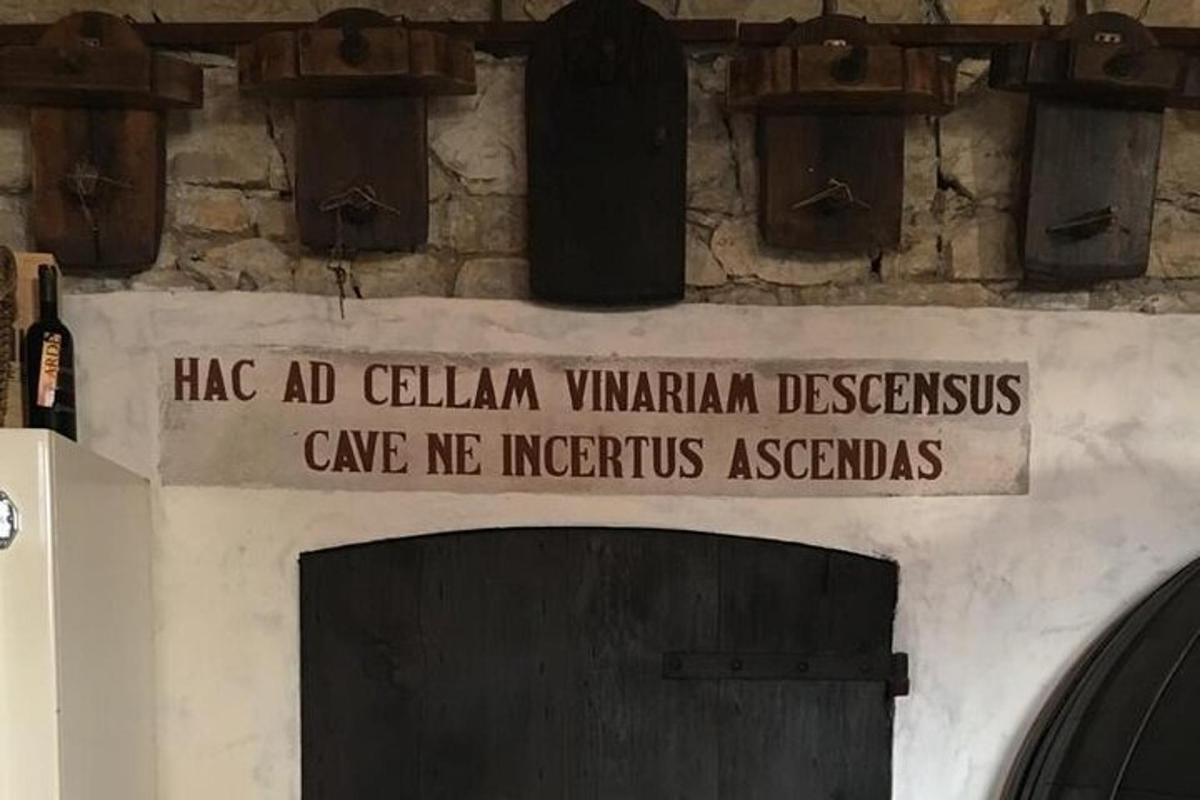 HAC AD CELLAM VINARIAM DESCENSUS
CAVE NE INCERTUS ASCENDAS